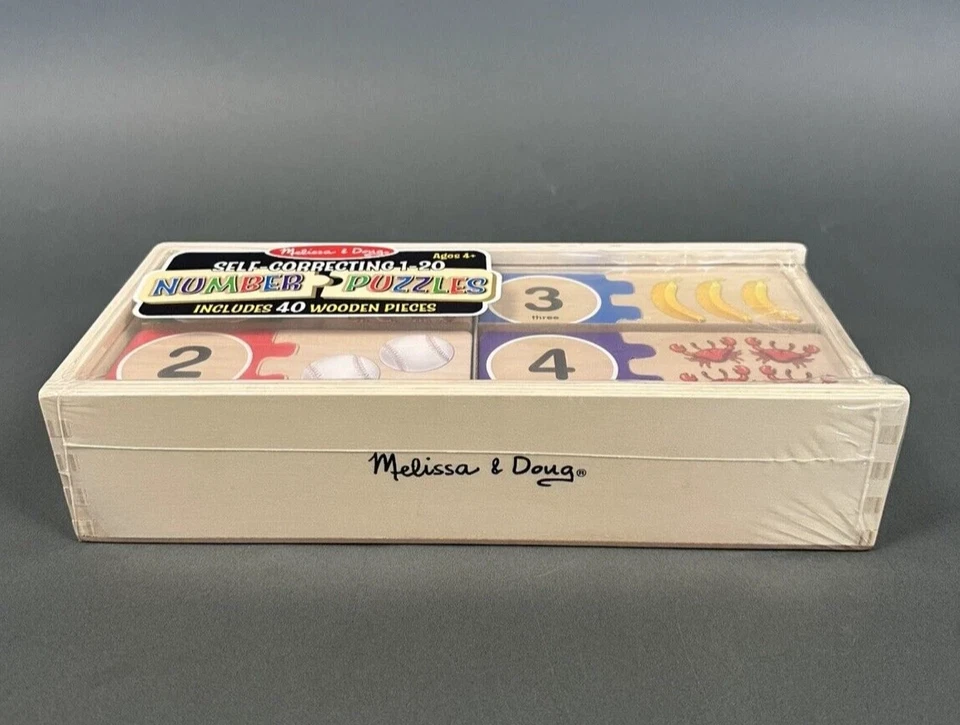 Melissa & Doug
Ages 4+
SELF-CORRECTING 1-20
NUMBER PUZZLES
INCLUDES 40 WOODEN PIECES
3
three
2
4
Melissa & Doug®